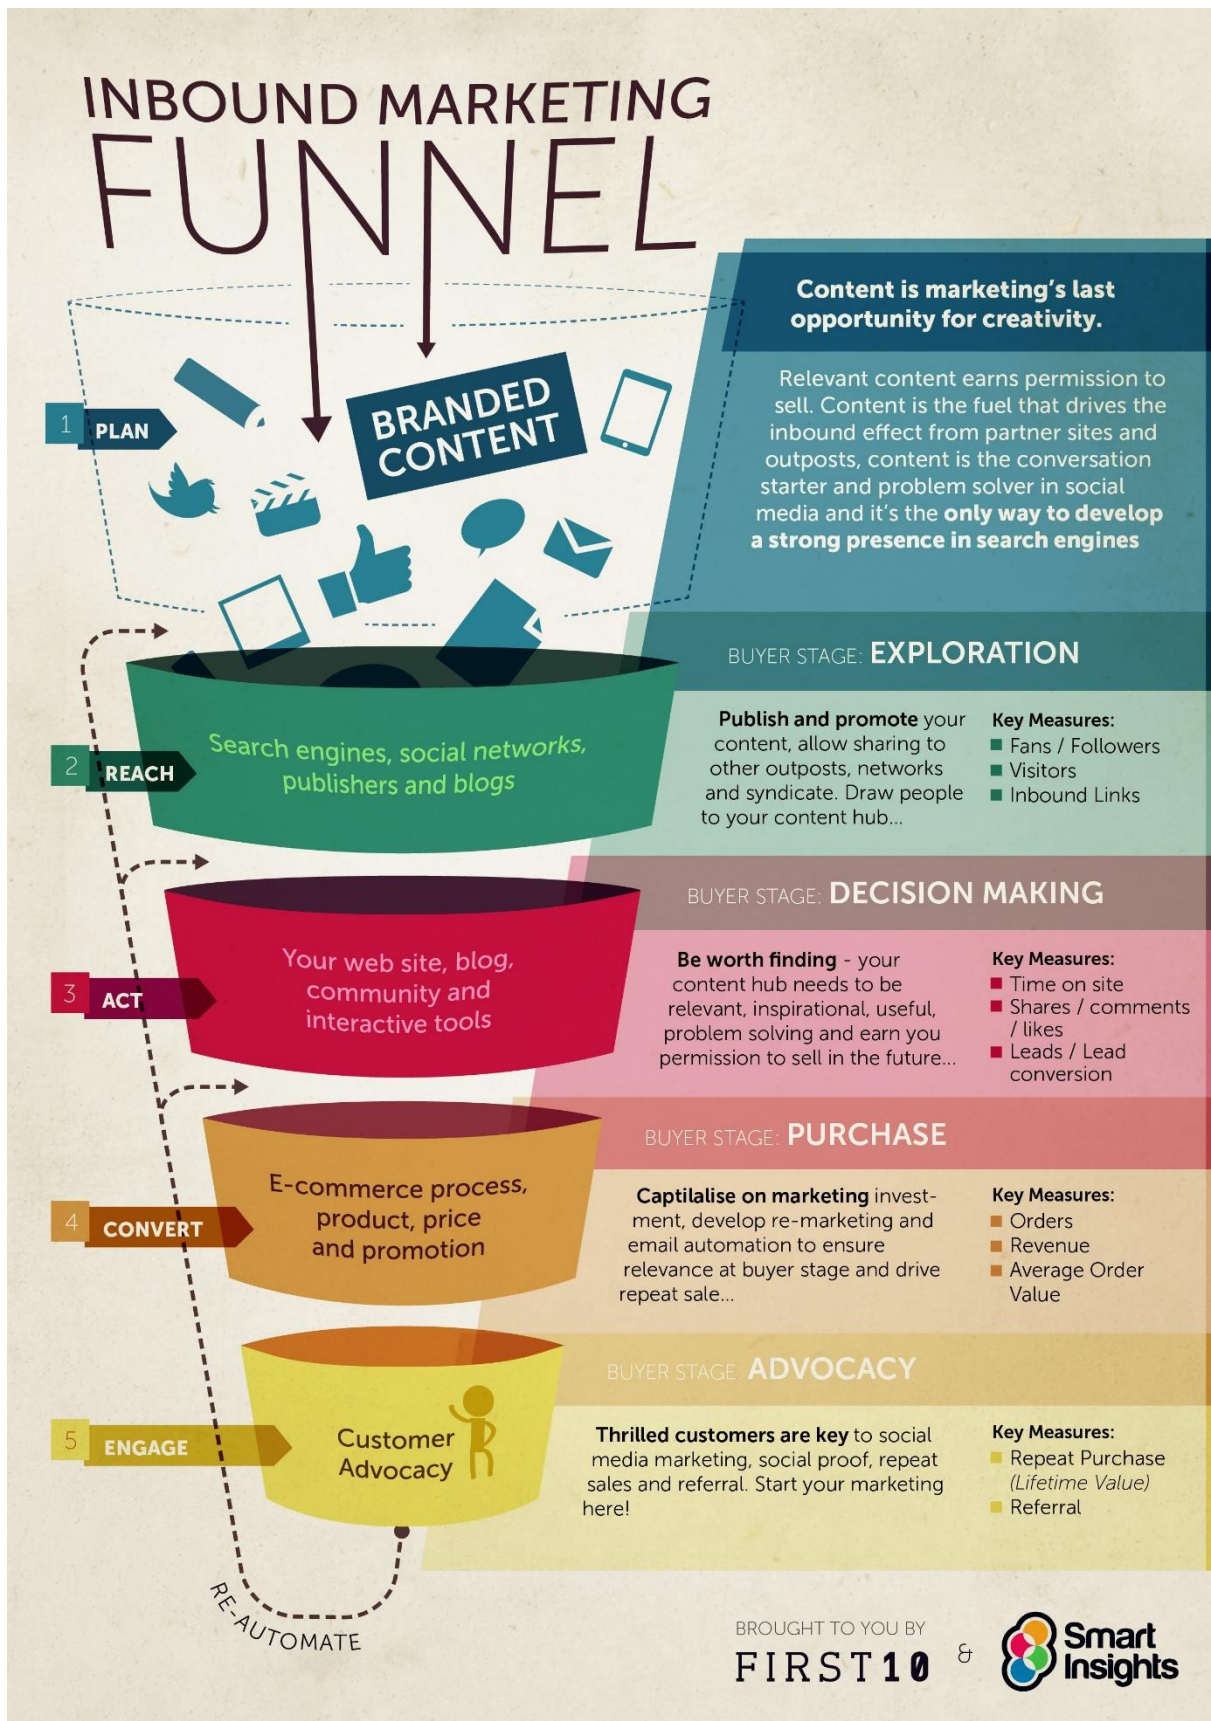 INBOUND MARKETING
FUNNEL
Content is marketing's last
opportunity for creativity.
Relevant content earns permission to
sell. Content is the fuel that drives the
inbound effect from partner sites and
outposts, content is the conversation
starter and problem solver in social
media and it's the only way to develop
a strong presence in search engines
1 PLAN
BRANDED
CONTENT
BUYER STAGE: EXPLORATION
2 REACH
Search engines, social networks,
publishers and blogs
Publish and promote your
content, allow sharing to
other outposts, networks
and syndicate. Draw people
to your content hub...
Key Measures:
Fans / Followers
Visitors
Inbound Links
BUYER STAGE: DECISION MAKING
3 ACT
Your web site, blog,
community and
interactive tools
Be worth finding - your
content hub needs to be
relevant, inspirational, useful,
problem solving and earn you
permission to sell in the future...
Key Measures:
Time on site
Shares / comments
/ likes
Leads / Lead
conversion
BUYER STAGE: PURCHASE
4 CONVERT
E-commerce process,
product, price
and promotion
Captilalise on marketing invest-
ment, develop re-marketing and
email automation to ensure
relevance at buyer stage and drive
repeat sale...
Key Measures:
Orders
Revenue
Average Order
Value
BUYER STAGE: ADVOCACY
5 ENGAGE
Customer
Advocacy
Thrilled customers are key to social
media marketing, social proof, repeat
sales and referral. Start your marketing
here!
Key Measures:
Repeat Purchase
(Lifetime Value)
Referral
RE-AUTOMATE
BROUGHT TO YOU BY
FIRST10 & Smart
Insights